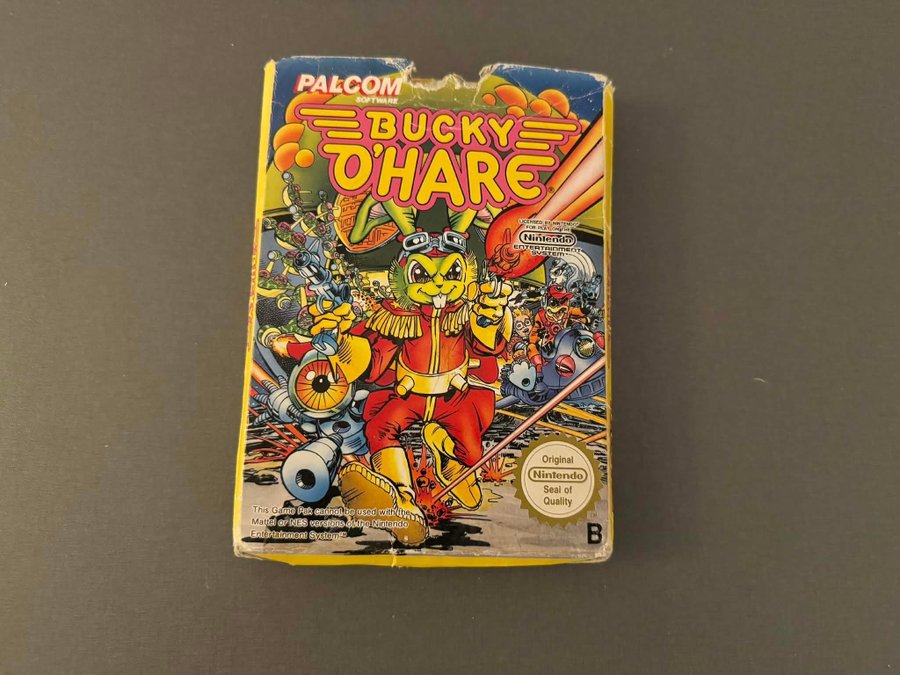 PALCOM
SOFTWARE
BUCKY
O'HARE
®
LICENSED BY NINTENDO
FOR PLAY ON THE
Nintendo
ENTERTAINMENT
SYSTEM™
Original
Nintendo
Seal of
Quality
This Game Pak cannot be used with the
Mattel or NES versions of the Nintendo
Entertainment System™
B